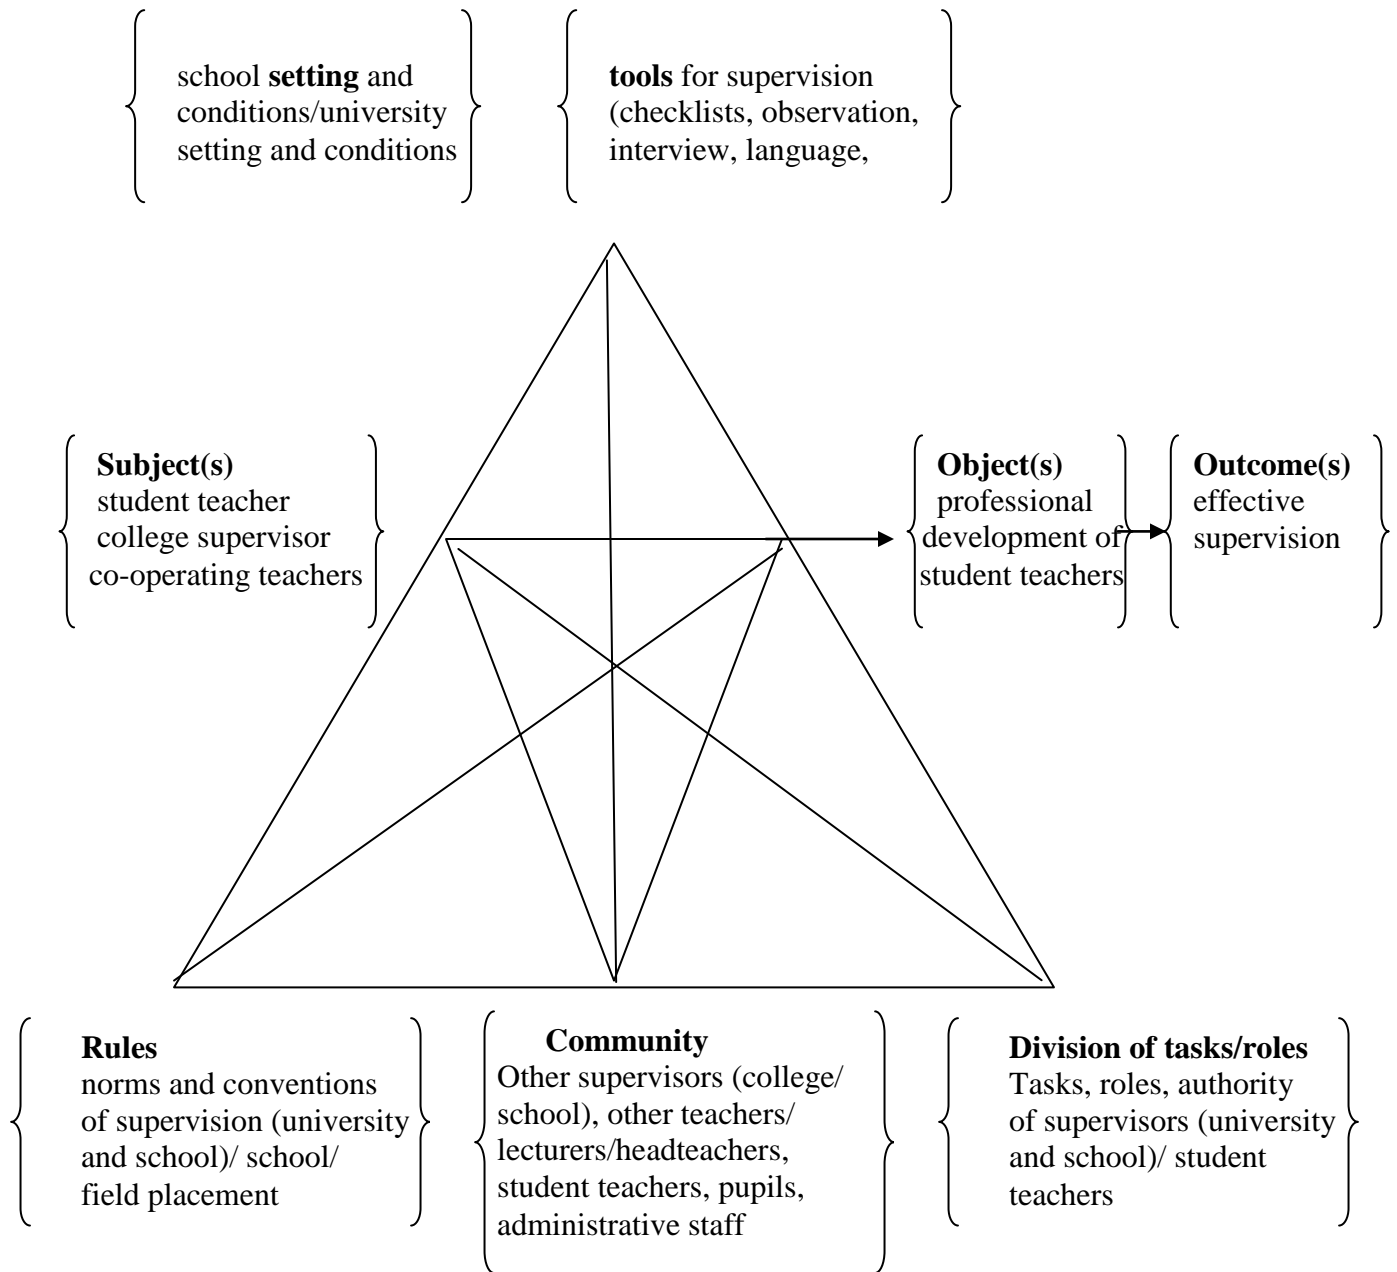 school setting and
conditions/university
setting and conditions
tools for supervision
(checklists, observation,
interview, language,
Subject(s)
student teacher
college supervisor
co-operating teachers
Object(s)
professional
development of
student teachers
Outcome(s)
effective
supervision
Rules
norms and conventions
of supervision (university
and school)/ school/
field placement
Community
Other supervisors (college/
school), other teachers/
lecturers/headteachers,
student teachers, pupils,
administrative staff
Division of tasks/roles
Tasks, roles, authority
of supervisors (university
and school)/ student
teachers